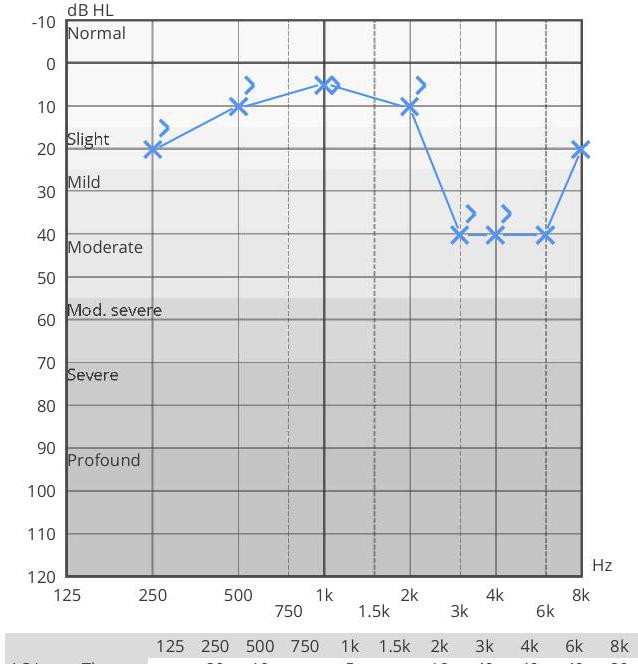 dB HL
-10
Normal
0
10
Slight
20
Mild
30
40
Moderate
50
Mod. severe
60
70
Severe
80
90
Profound
100
110
120
Hz
125 250 500 1k 2k 4k 8k
750 1.5k 3k 6k
125 250 500 750 1k 1.5k 2k 3k 4k 6k 8k